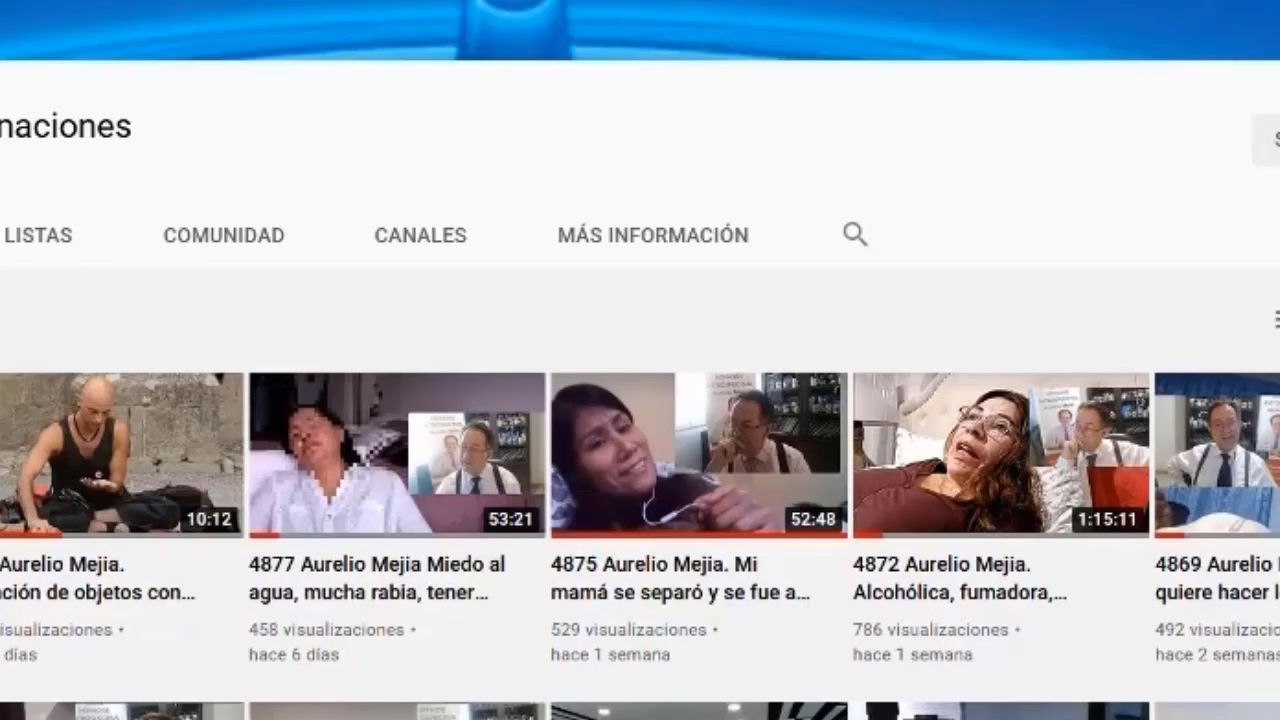 naciones
LISTAS COMUNIDAD CANALES MÁS INFORMACIÓN
10:12
53:21
52:48
1:15:11
Aurelio Mejia.
ción de objetos con...
isualizaciones •
días
4877 Aurelio Mejia Miedo al
agua, mucha rabia, tener...
458 visualizaciones •
hace 6 días
4875 Aurelio Mejia. Mi
mamá se separó y se fue a...
529 visualizaciones •
hace 1 semana
4872 Aurelio Mejia.
Alcohólica, fumadora,...
786 visualizaciones •
hace 1 semana
4869 Aurelio
quiere hacer
492 visualizacio
hace 2 semanas